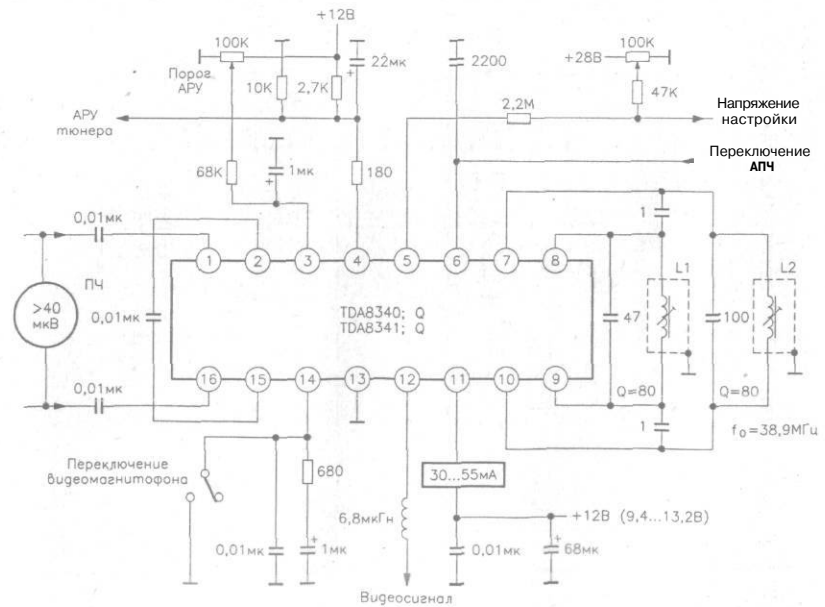 +12В
100К
Порог.
АРУ
10К
2,7К
22мк
2200
+28В
100К
47К
2,2М
Напряжение
настройки
АРУ
тюнера
Переключение
АПЧ
68К
1мк
180
0,01мк
1
1 2 3 4 5 6 7 8
L1
L2
ПЧ
>40
мкВ
0,01мк
TDA8340; Q
TDA8341; Q
47
100
0,01мк
16 15 14 13 12 11 10 9
Q=80
Q=80
1
f₀=38,9МГц
Переключение
видеомагнитофона
680
30...55мА
6,8мкГн
+12В (9,4...13,2В)
0,01мк
1мк
0,01мк
68мк
Видеосигнал